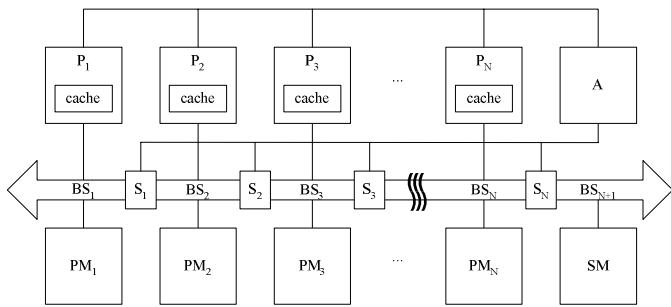 P1 P2 P3 ... PN A
cache cache cache cache
BS1 S1 BS2 S2 BS3 S3 BSN SN BSN+1
PM1 PM2 PM3 ... PMN SM